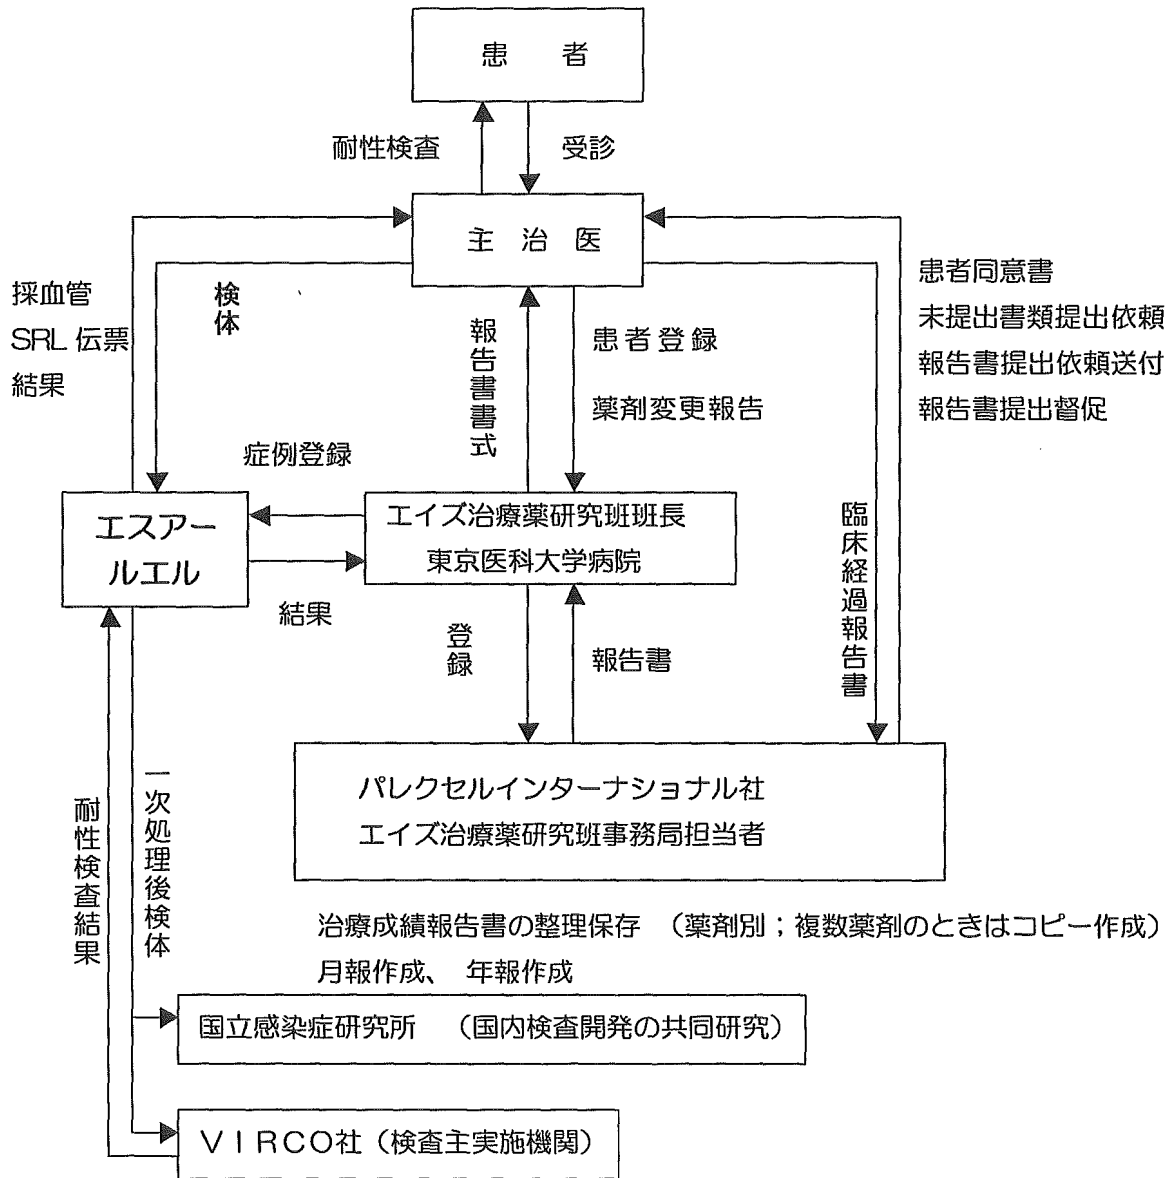 患　者
耐性検査
受診
主　治　医
採血管
SRL 伝票
結果
検体
報告書書式
患者登録
薬剤変更報告
患者同意書
未提出書類提出依頼
報告書提出依頼送付
報告書提出督促
症例登録
エスアー
ルエル
エイズ治療薬研究班班長
東京医科大学病院
結果
登録
報告書
臨床経過報告書
パレクセルインターナショナル社
エイズ治療薬研究班事務局担当者
耐性検査結果
一次処理後検体
治療成績報告書の整理保存　（薬剤別；複数薬剤のときはコピー作成）
月報作成、　年報作成
国立感染症研究所　（国内検査開発の共同研究）
ＶＩＲＣＯ社（検査主実施機関）